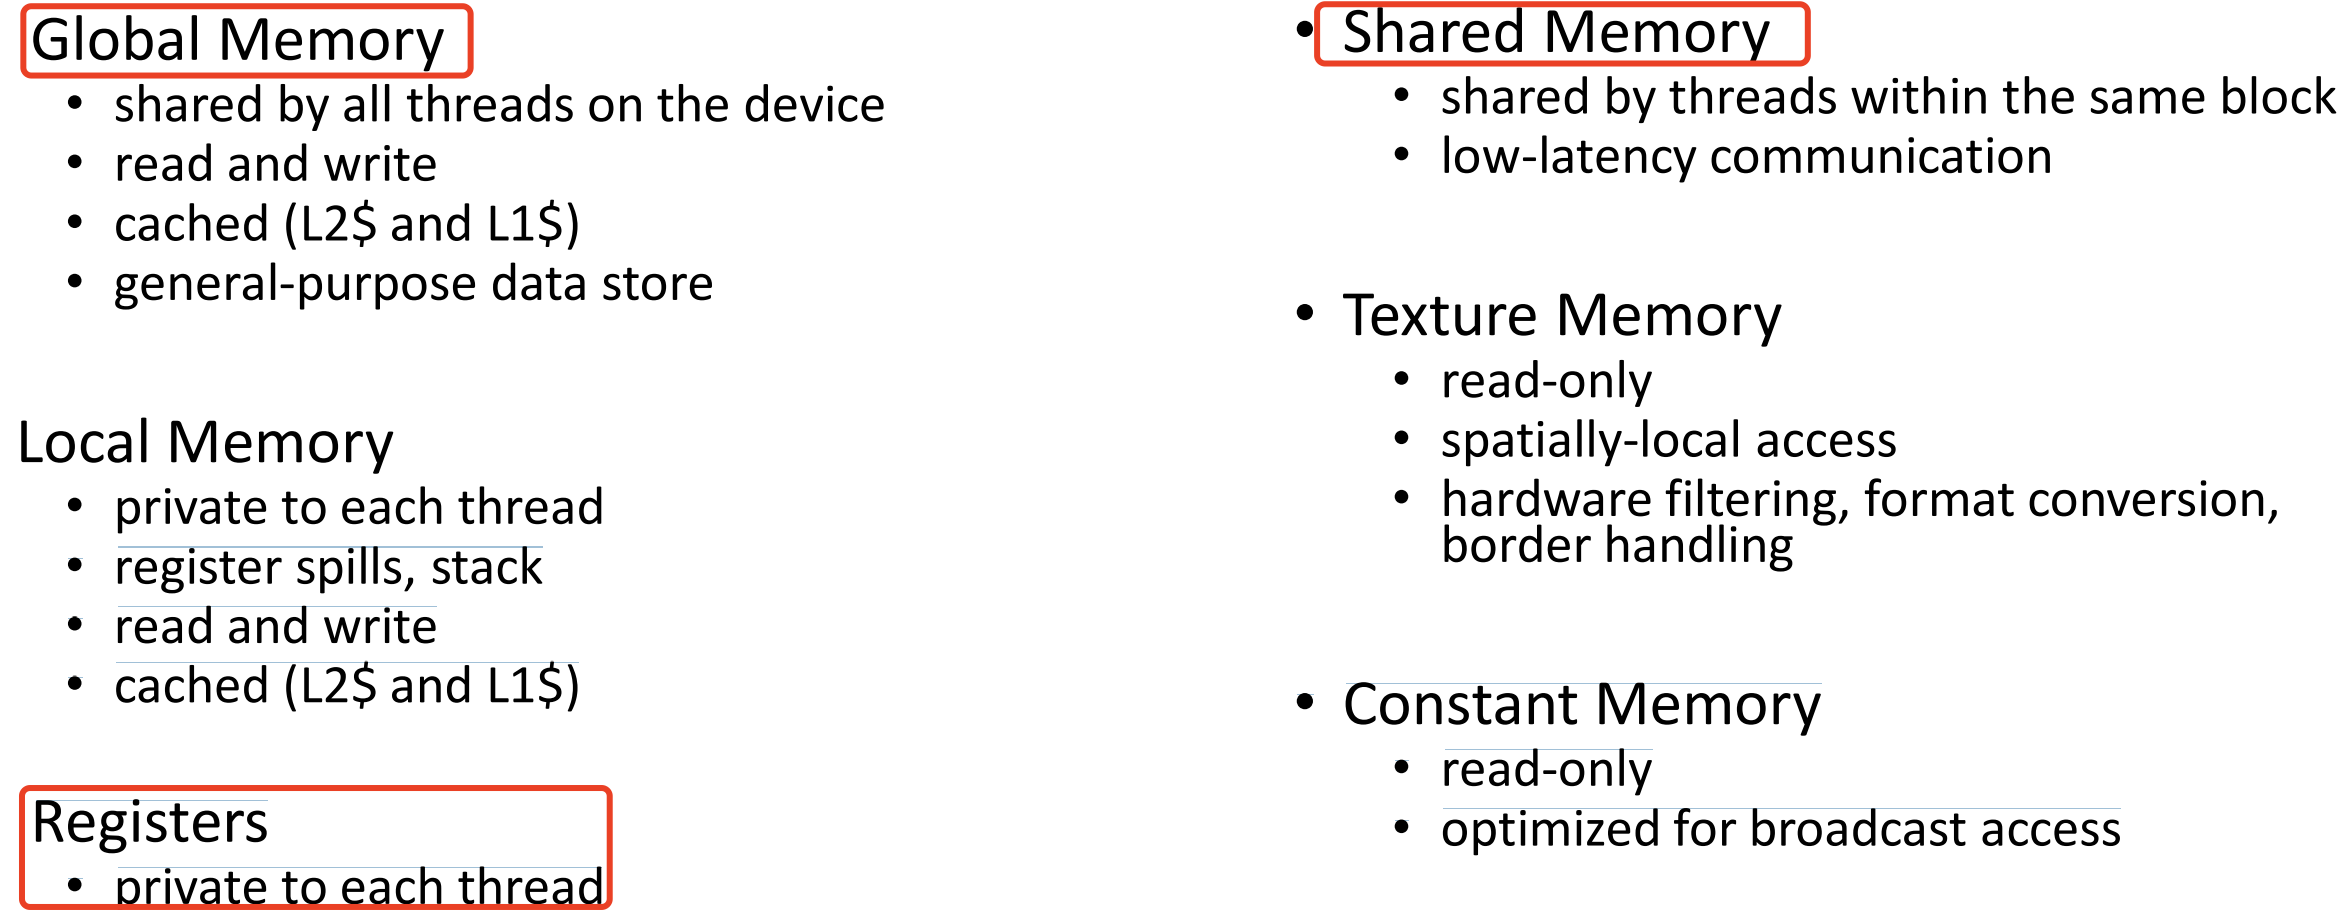 Global Memory
• shared by all threads on the device
• read and write
• cached (L2$ and L1$)
• general-purpose data store
Local Memory
• private to each thread
• register spills, stack
• read and write
• cached (L2$ and L1$)
Registers
• private to each thread
• Shared Memory
• shared by threads within the same block
• low-latency communication
• Texture Memory
• read-only
• spatially-local access
• hardware filtering, format conversion,
border handling
• Constant Memory
• read-only
• optimized for broadcast access